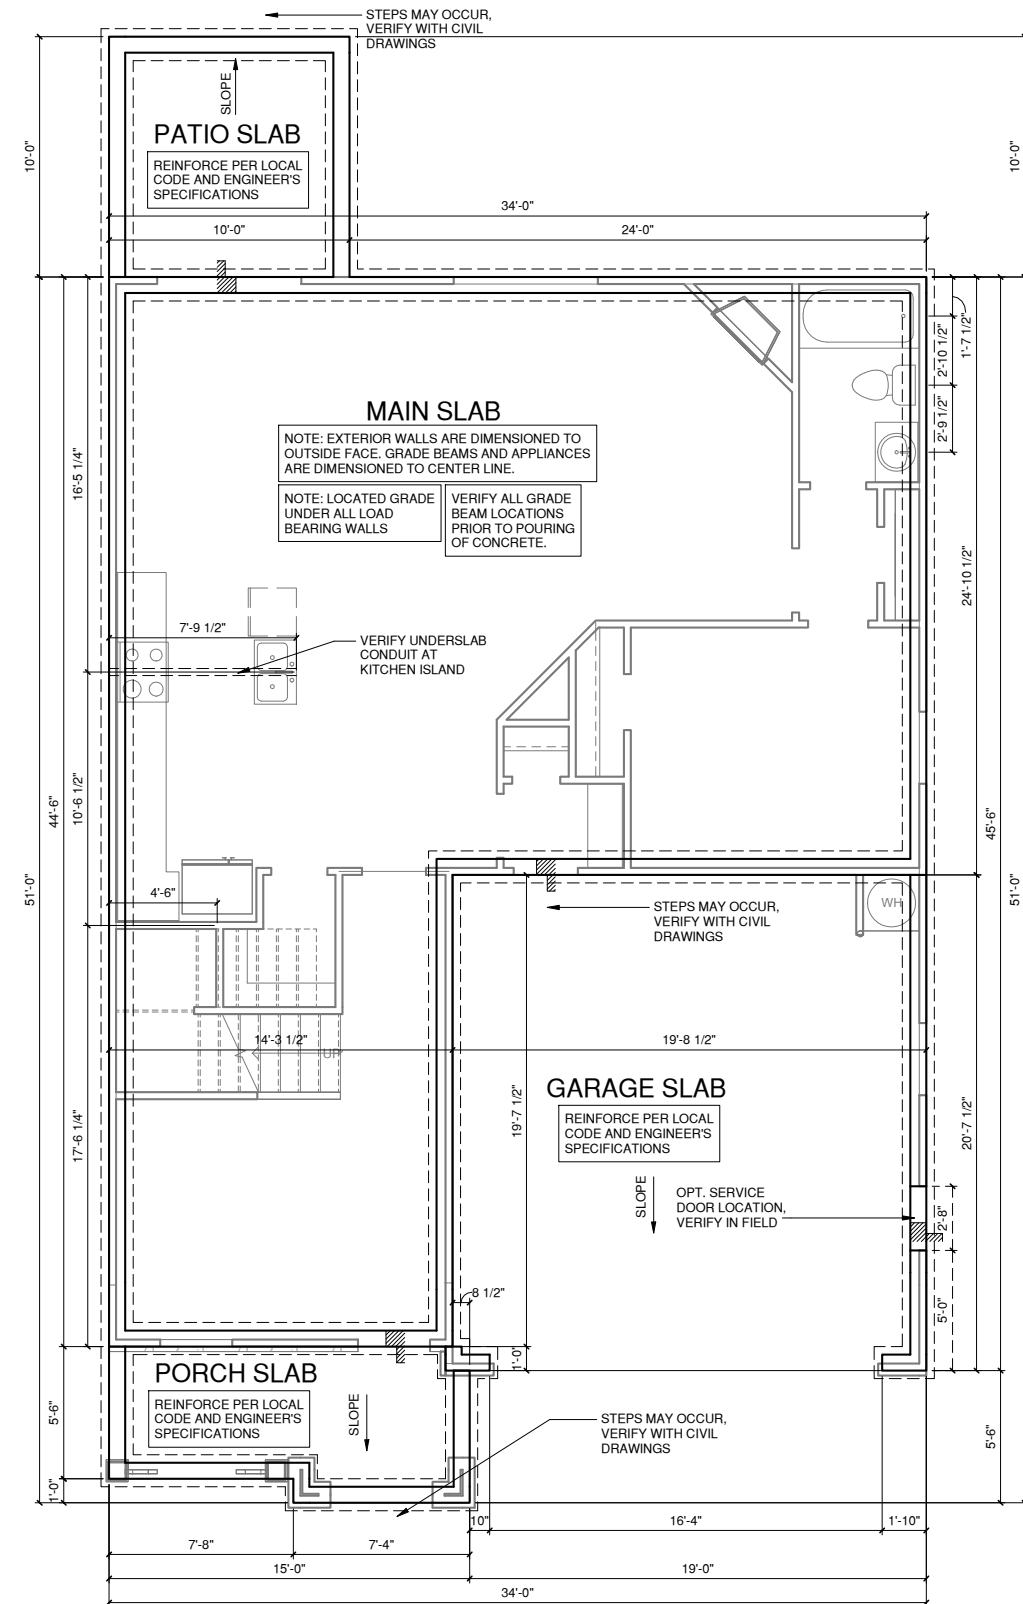 STEPS MAY OCCUR,
VERIFY WITH CIVIL
DRAWINGS
10'-0"
10'-0"
SLOPE
PATIO SLAB
REINFORCE PER LOCAL
CODE AND ENGINEER'S
SPECIFICATIONS
34'-0"
10'-0"
24'-0"
1'-7 1/2"
2'-10 1/2"
2'-9 1/2"
MAIN SLAB
NOTE: EXTERIOR WALLS ARE DIMENSIONED TO
OUTSIDE FACE. GRADE BEAMS AND APPLIANCES
ARE DIMENSIONED TO CENTER LINE.
NOTE: LOCATED GRADE
UNDER ALL LOAD
BEARING WALLS
VERIFY ALL GRADE
BEAM LOCATIONS
PRIOR TO POURING
OF CONCRETE.
16'-5 1/4"
24'-10 1/2"
7'-9 1/2"
VERIFY UNDERSLAB
CONDUIT AT
KITCHEN ISLAND
10'-6 1/2"
44'-6"
51'-0"
45'-6"
51'-0"
4'-6"
WH
STEPS MAY OCCUR,
VERIFY WITH CIVIL
DRAWINGS
14'-3 1/2"
UP
19'-8 1/2"
GARAGE SLAB
REINFORCE PER LOCAL
CODE AND ENGINEER'S
SPECIFICATIONS
19'-7 1/2"
17'-6 1/4"
20'-7 1/2"
SLOPE
OPT. SERVICE
DOOR LOCATION,
VERIFY IN FIELD
2'-8"
5'-0"
8 1/2"
1'-0"
PORCH SLAB
REINFORCE PER LOCAL
CODE AND ENGINEER'S
SPECIFICATIONS
SLOPE
5'-6"
1'-0"
5'-6"
STEPS MAY OCCUR,
VERIFY WITH CIVIL
DRAWINGS
10"
16'-4"
1'-10"
7'-8"
7'-4"
15'-0"
19'-0"
34'-0"